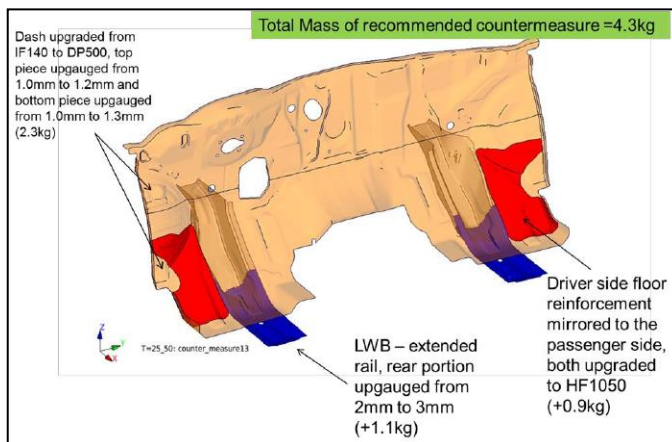 Total Mass of recommended countermeasure =4.3kg
Dash upgraded from
IF140 to DP500, top
piece upgauged from
1.0mm to 1.2mm and
bottom piece upgauged
from 1.0mm to 1.3mm
(2.3kg)
Driver side floor
reinforcement
mirrored to the
passenger side,
both upgraded
to HF1050
(+0.9kg)
LWB – extended
rail, rear portion
upgauged from
2mm to 3mm
(+1.1kg)
Z
Y
X
T=25_50: counter_measure13